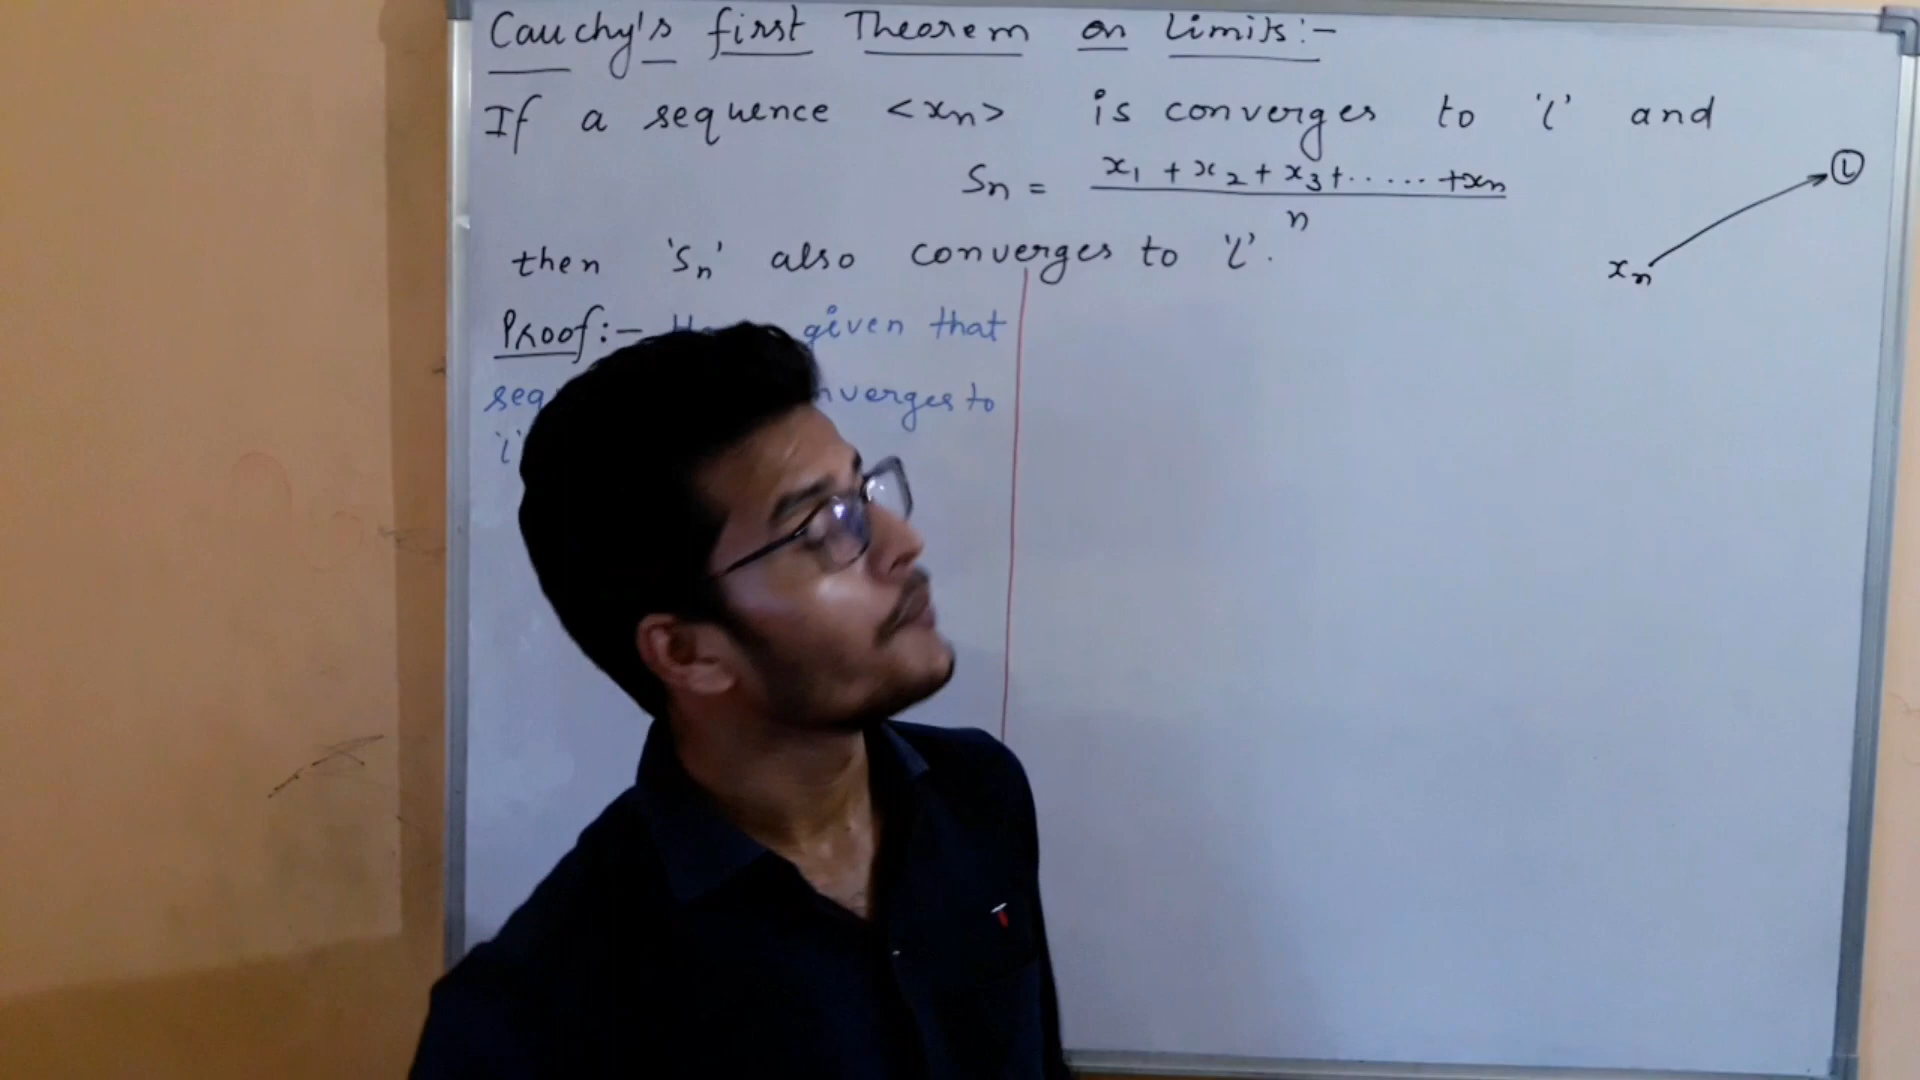 Cauchy's first Theorem on Limits:-
If a sequence <xn> is converges to 'l' and
Sn = x1 + x2 + x3 + ...... + xn
n
then 'Sn' also converges to 'l'.
xn
L
Proof:- given that
to
'l'